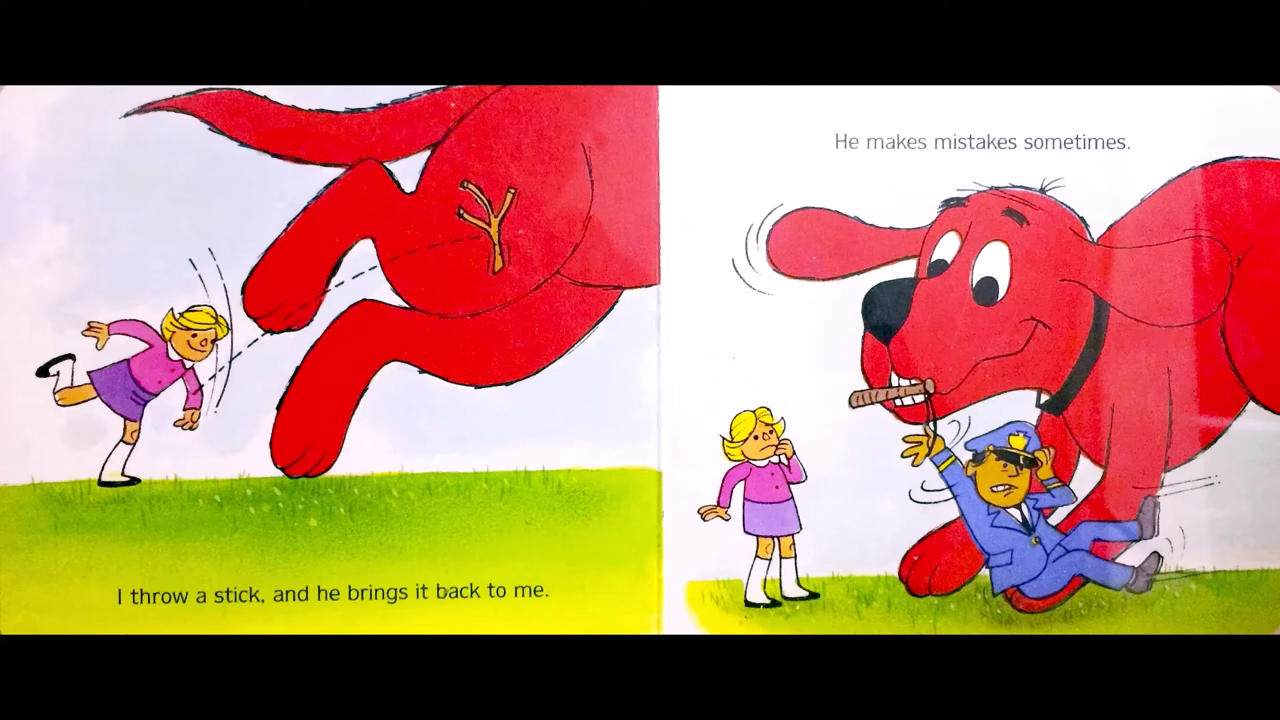 I throw a stick, and he brings it back to me.
He makes mistakes sometimes.